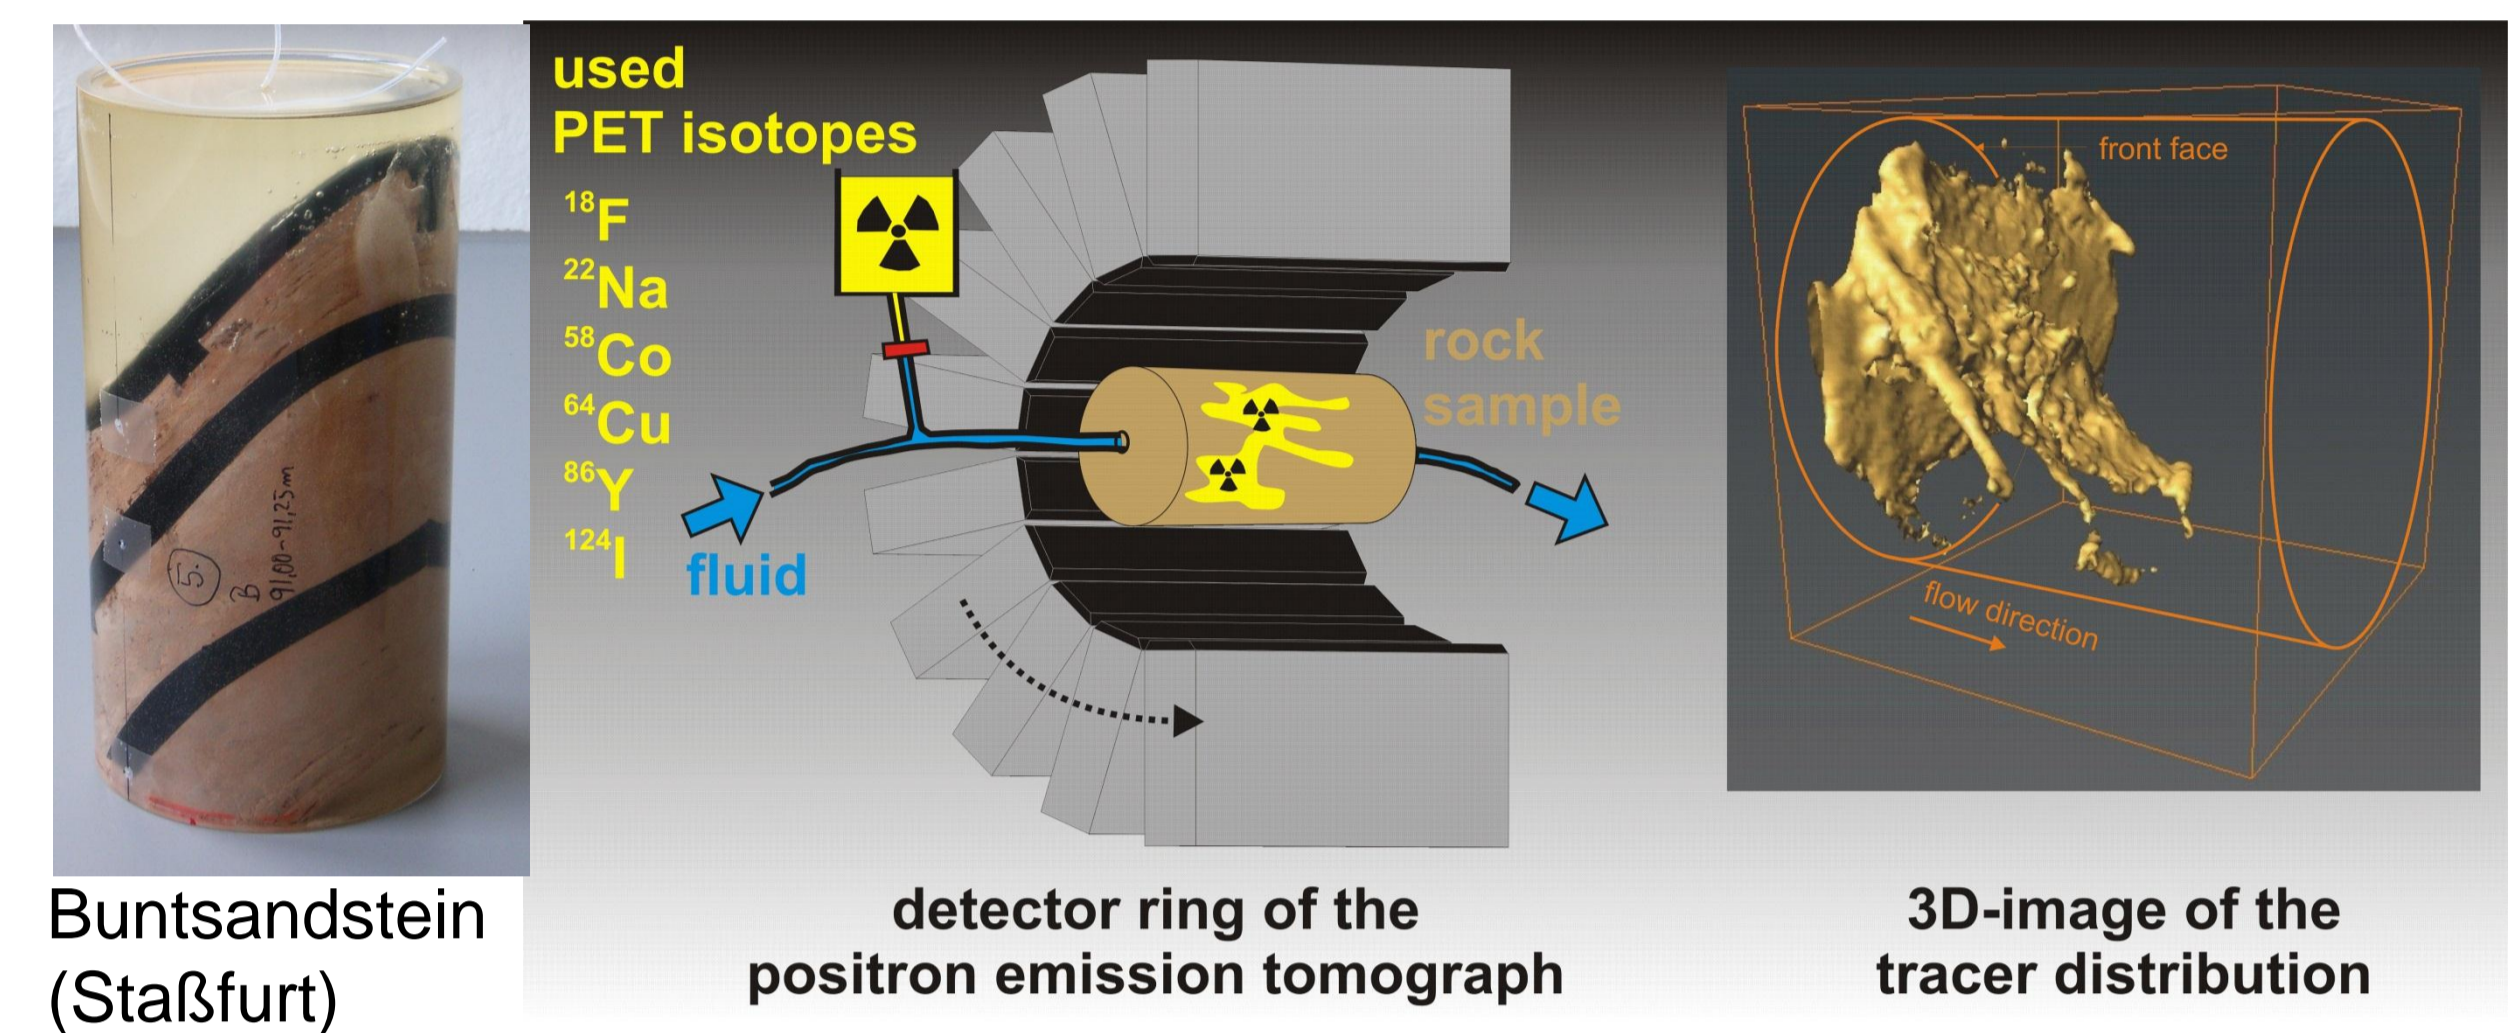 5.
B
91,00-91,25m
Buntsandstein
(Staßfurt)
used
PET isotopes
18F
22Na
58Co
64Cu
86Y
124I
fluid
rock
sample
detector ring of the
positron emission tomograph
front face
flow direction
3D-image of the
tracer distribution